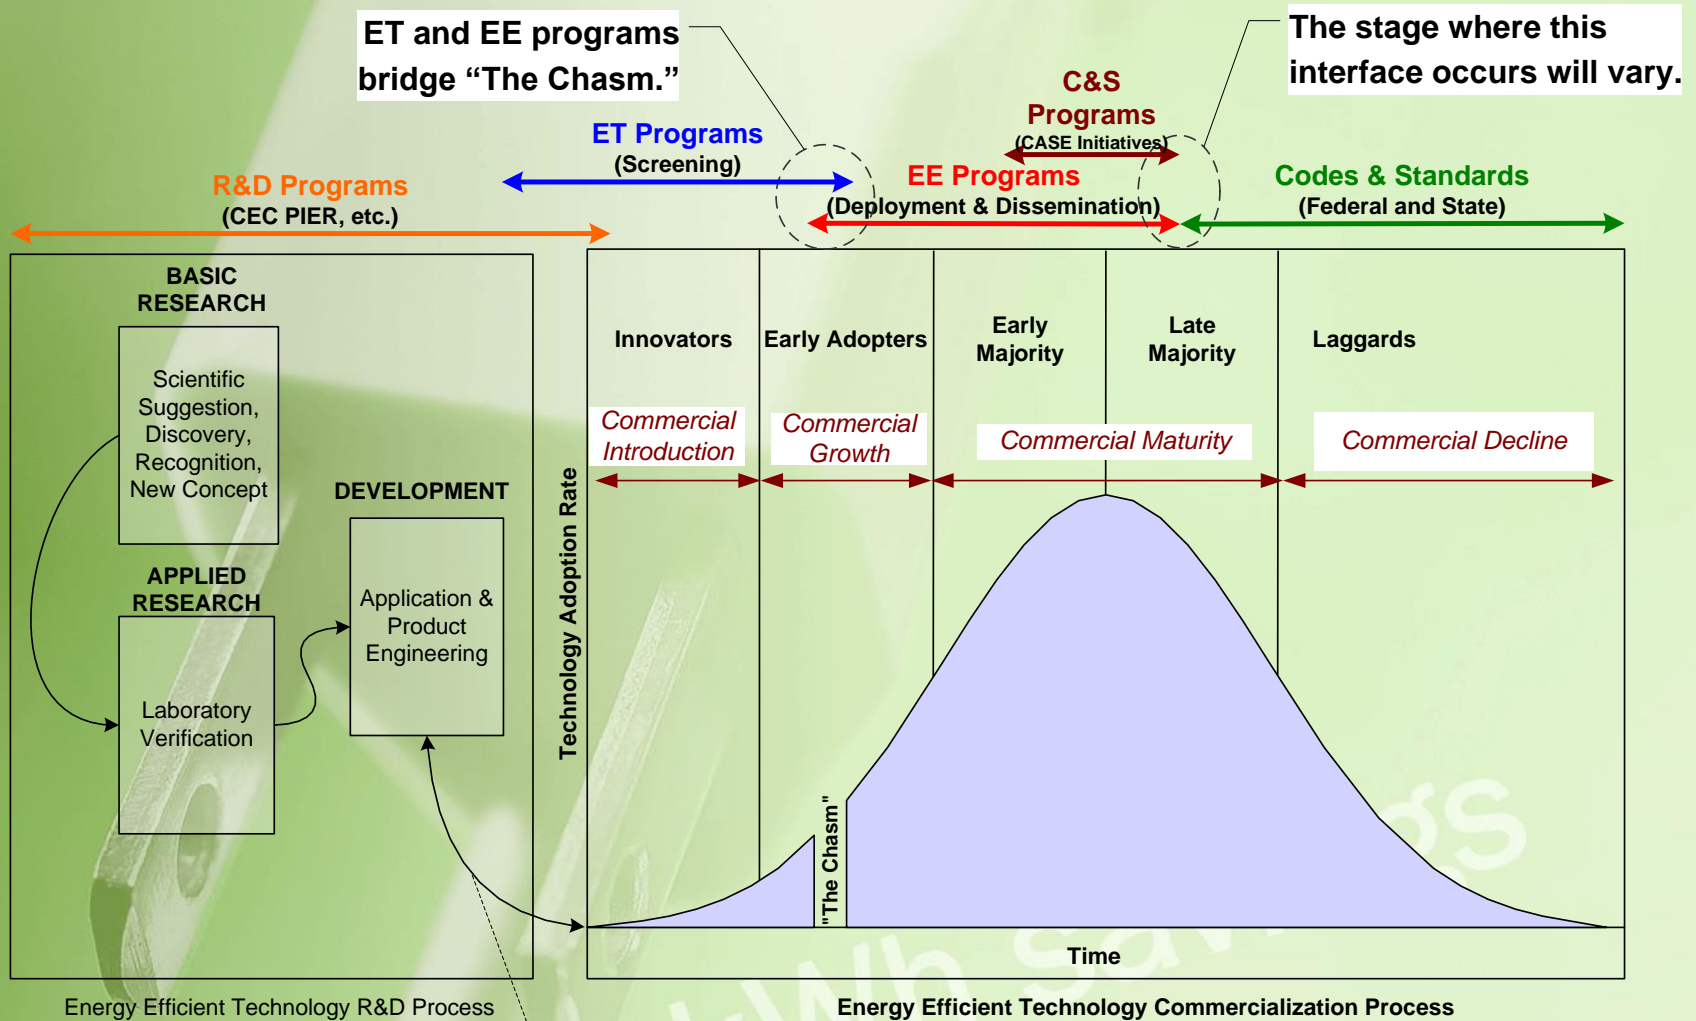 ET and EE programs
bridge “The Chasm.”
The stage where this
interface occurs will vary.
C&S
Programs
(CASE Initiatives)
ET Programs
(Screening)
R&D Programs
(CEC PIER, etc.)
EE Programs
(Deployment & Dissemination)
Codes & Standards
(Federal and State)
BASIC
RESEARCH
Scientific
Suggestion,
Discovery,
Recognition,
New Concept
APPLIED
RESEARCH
Laboratory
Verification
DEVELOPMENT
Application &
Product
Engineering
Energy Efficient Technology R&D Process
Technology Adoption Rate
Innovators
Early Adopters
Early
Majority
Late
Majority
Laggards
Commercial
Introduction
Commercial
Growth
Commercial Maturity
Commercial Decline
"The Chasm"
Time
Energy Efficient Technology Commercialization Process
kWh savings